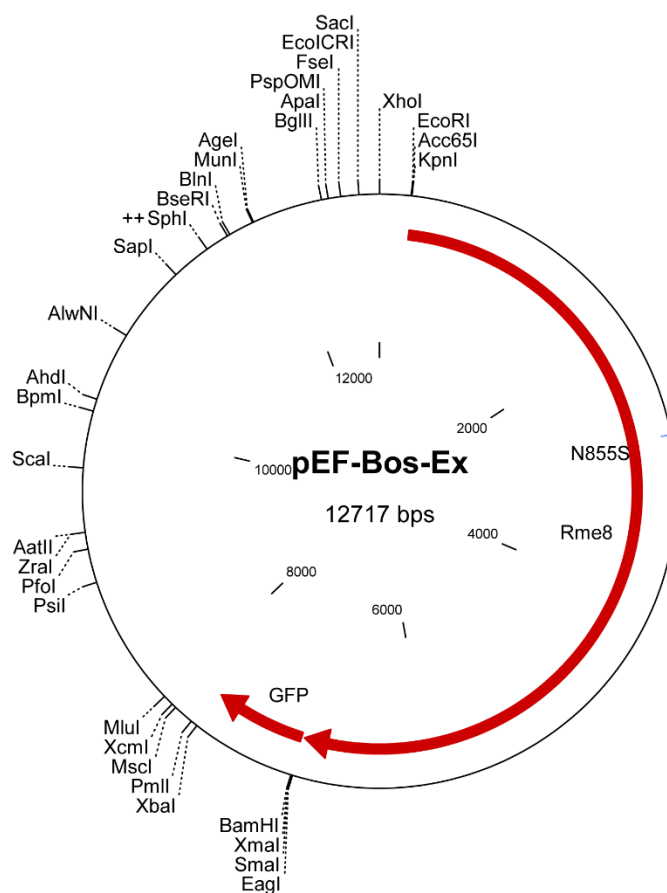 SacI
EcoICRI
FseI
PspOMI
ApaI
BglII
XhoI
EcoRI
Acc65I
KpnI
AgeI
MunI
BlnI
BseRI
++SphI
SapI
AlwNI
AhdI
BpmI
ScaI
AatII
ZraI
PfoI
PsiI
MluI
XcmI
MscI
PmlI
XbaI
BamHI
XmaI
SmaI
EagI
I
12000
2000
10000
4000
8000
6000
pEF-Bos-Ex
12717 bps
N855S
Rme8
GFP